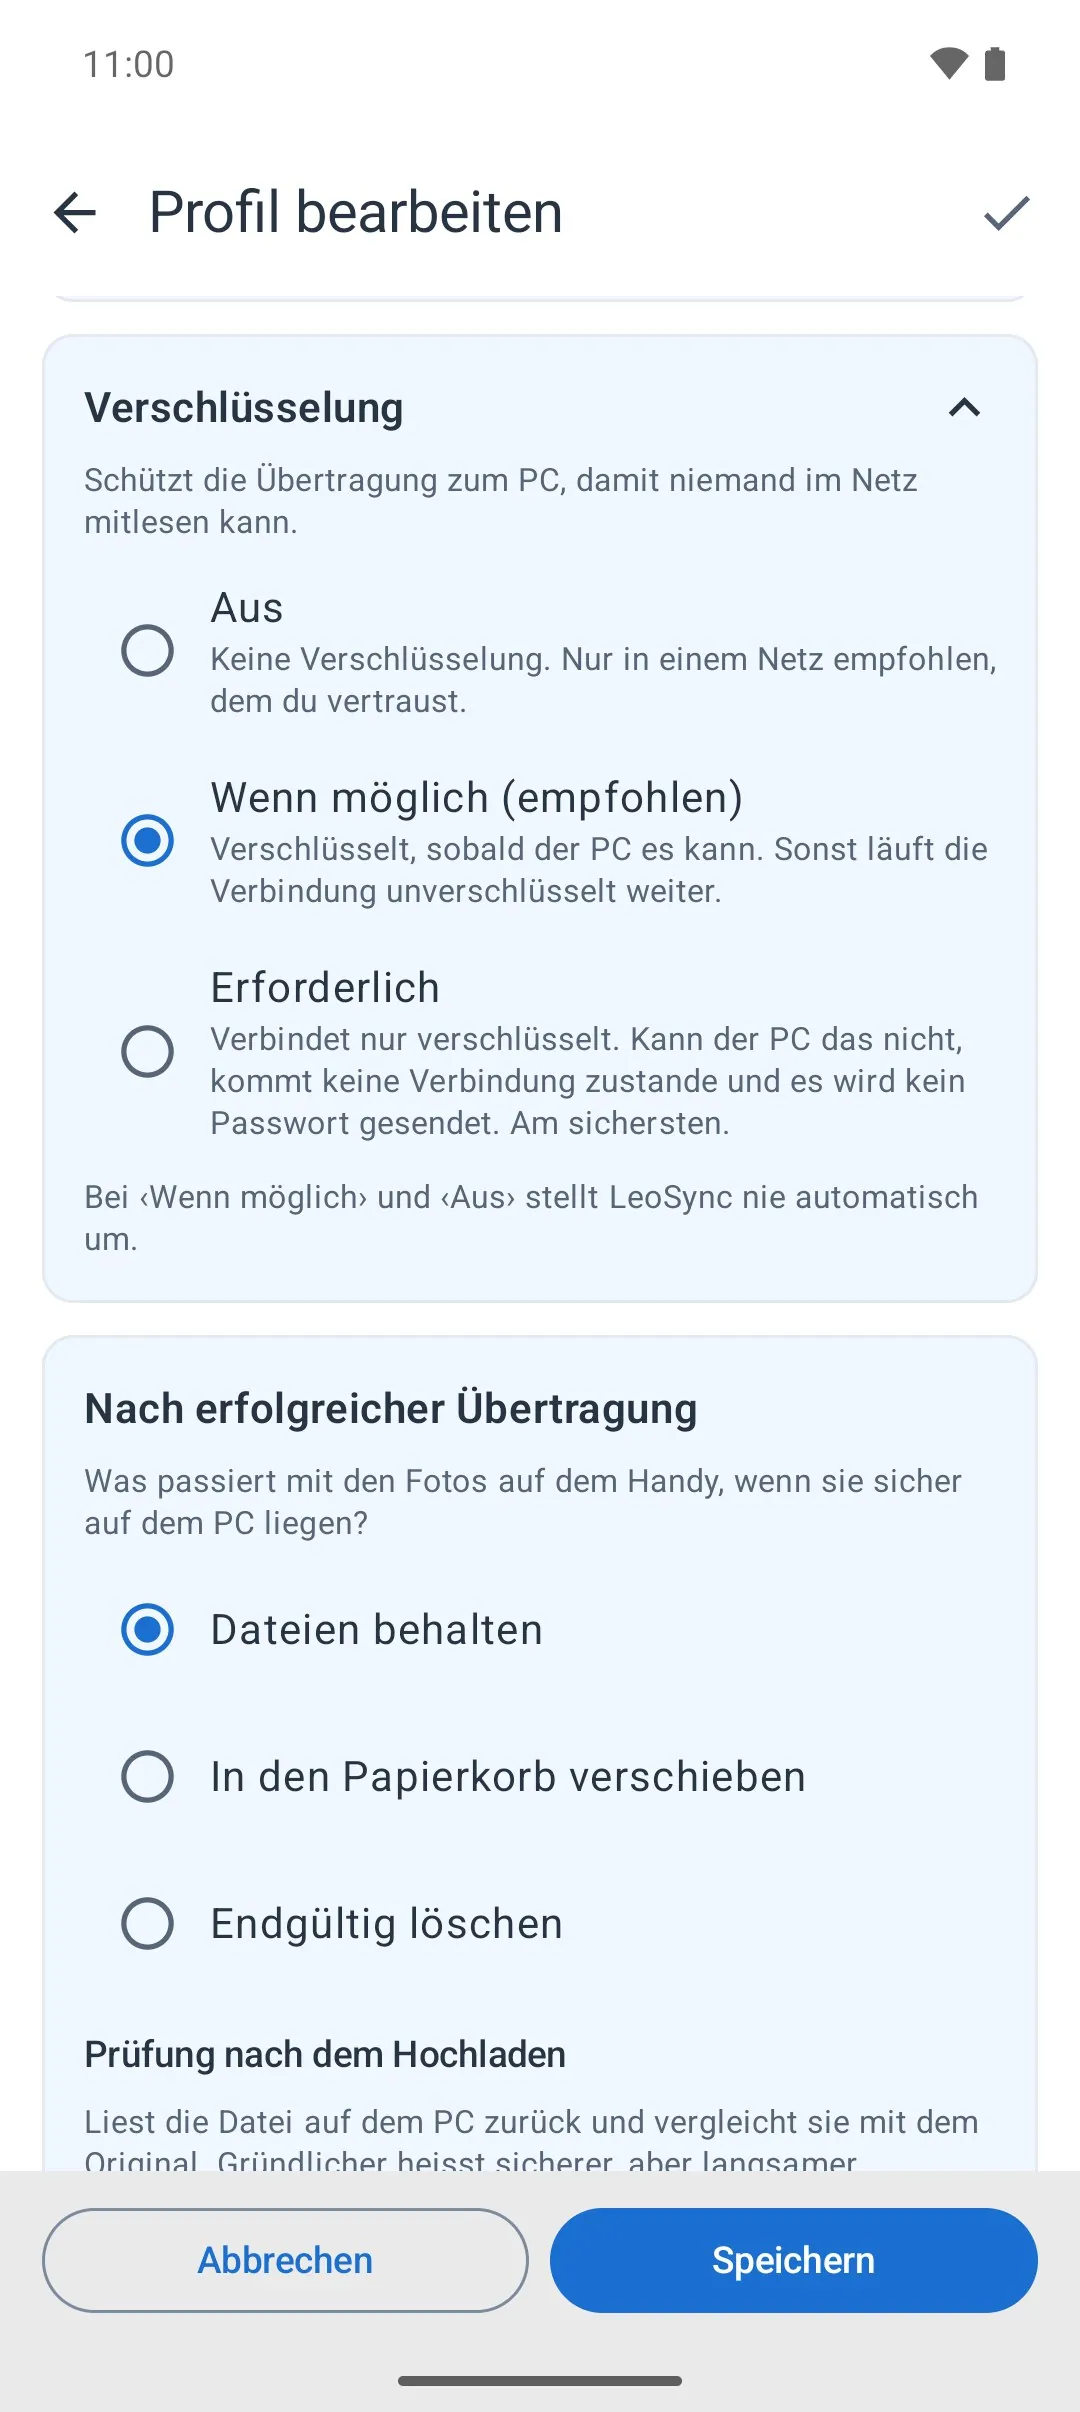 11:00
Profil bearbeiten
Verschlüsselung
Schützt die Übertragung zum PC, damit niemand im Netz
mitlesen kann.
Aus
Keine Verschlüsselung. Nur in einem Netz empfohlen,
dem du vertraust.
Wenn möglich (empfohlen)
Verschlüsselt, sobald der PC es kann. Sonst läuft die
Verbindung unverschlüsselt weiter.
Erforderlich
Verbindet nur verschlüsselt. Kann der PC das nicht,
kommt keine Verbindung zustande und es wird kein
Passwort gesendet. Am sichersten.
Bei ‹Wenn möglich› und ‹Aus› stellt LeoSync nie automatisch
um.
Nach erfolgreicher Übertragung
Was passiert mit den Fotos auf dem Handy, wenn sie sicher
auf dem PC liegen?
Dateien behalten
In den Papierkorb verschieben
Endgültig löschen
Prüfung nach dem Hochladen
Liest die Datei auf dem PC zurück und vergleicht sie mit dem
Original. Gründlicher heisst sicherer, aber langsamer.
Abbrechen
Speichern